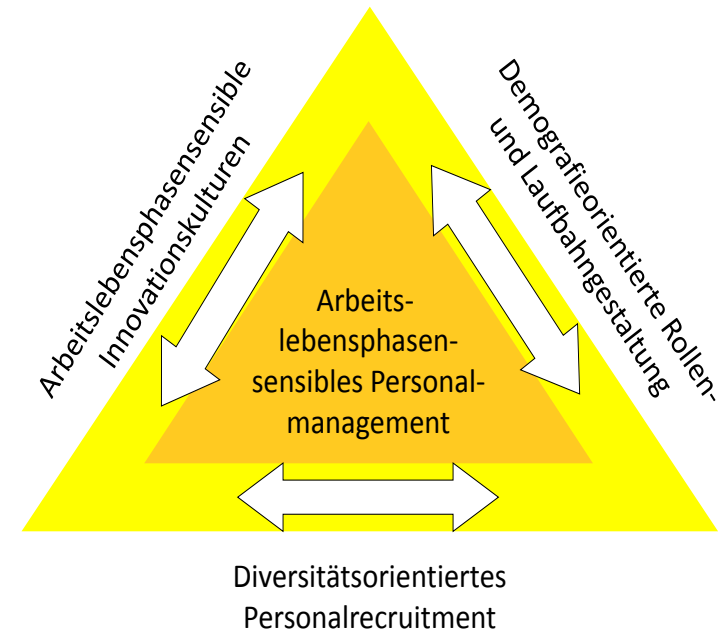 Arbeitslebensphasensensible
Innovationskulturen
Demografieorientierte Rollen-
und Laufbahngestaltung
Arbeits-
lebensphasen-
sensibles Personal-
management
Diversitätsorientiertes
Personalrecruitment